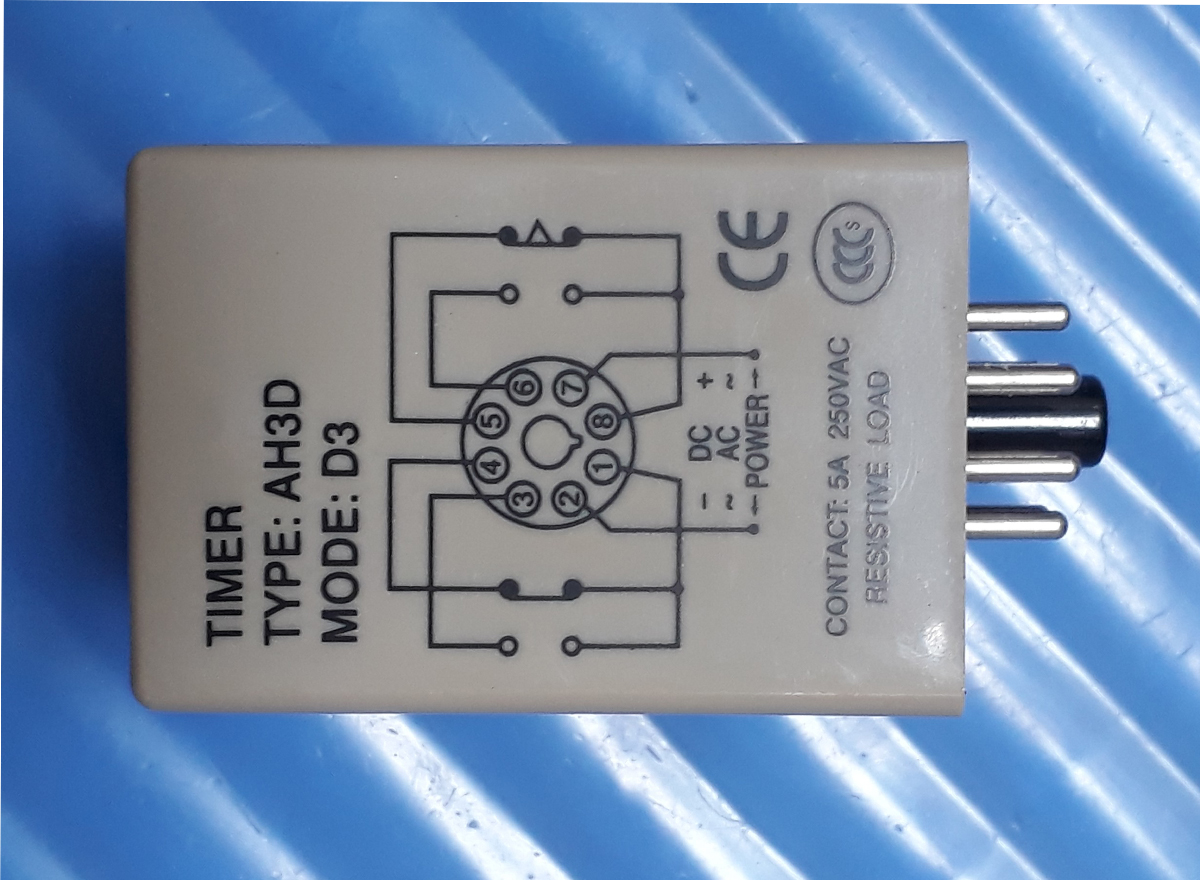 TIMER
TYPE: AH3D
MODE: D3
5 6
4 7
3 8
2 1
- DC +
~ AC ~
←POWER→
CE
CCC S
CONTACT: 5A 250VAC
RESISTIVE LOAD